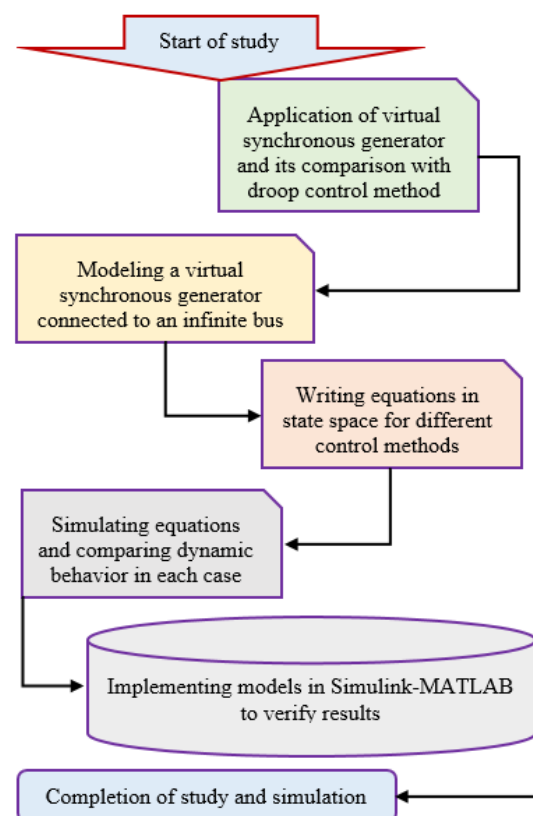 Start of study
Application of virtual
synchronous generator
and its comparison with
droop control method
Modeling a virtual
synchronous generator
connected to an infinite bus
Writing equations in
state space for different
control methods
Simulating equations
and comparing dynamic
behavior in each case
Implementing models in Simulink-MATLAB
to verify results
Completion of study and simulation